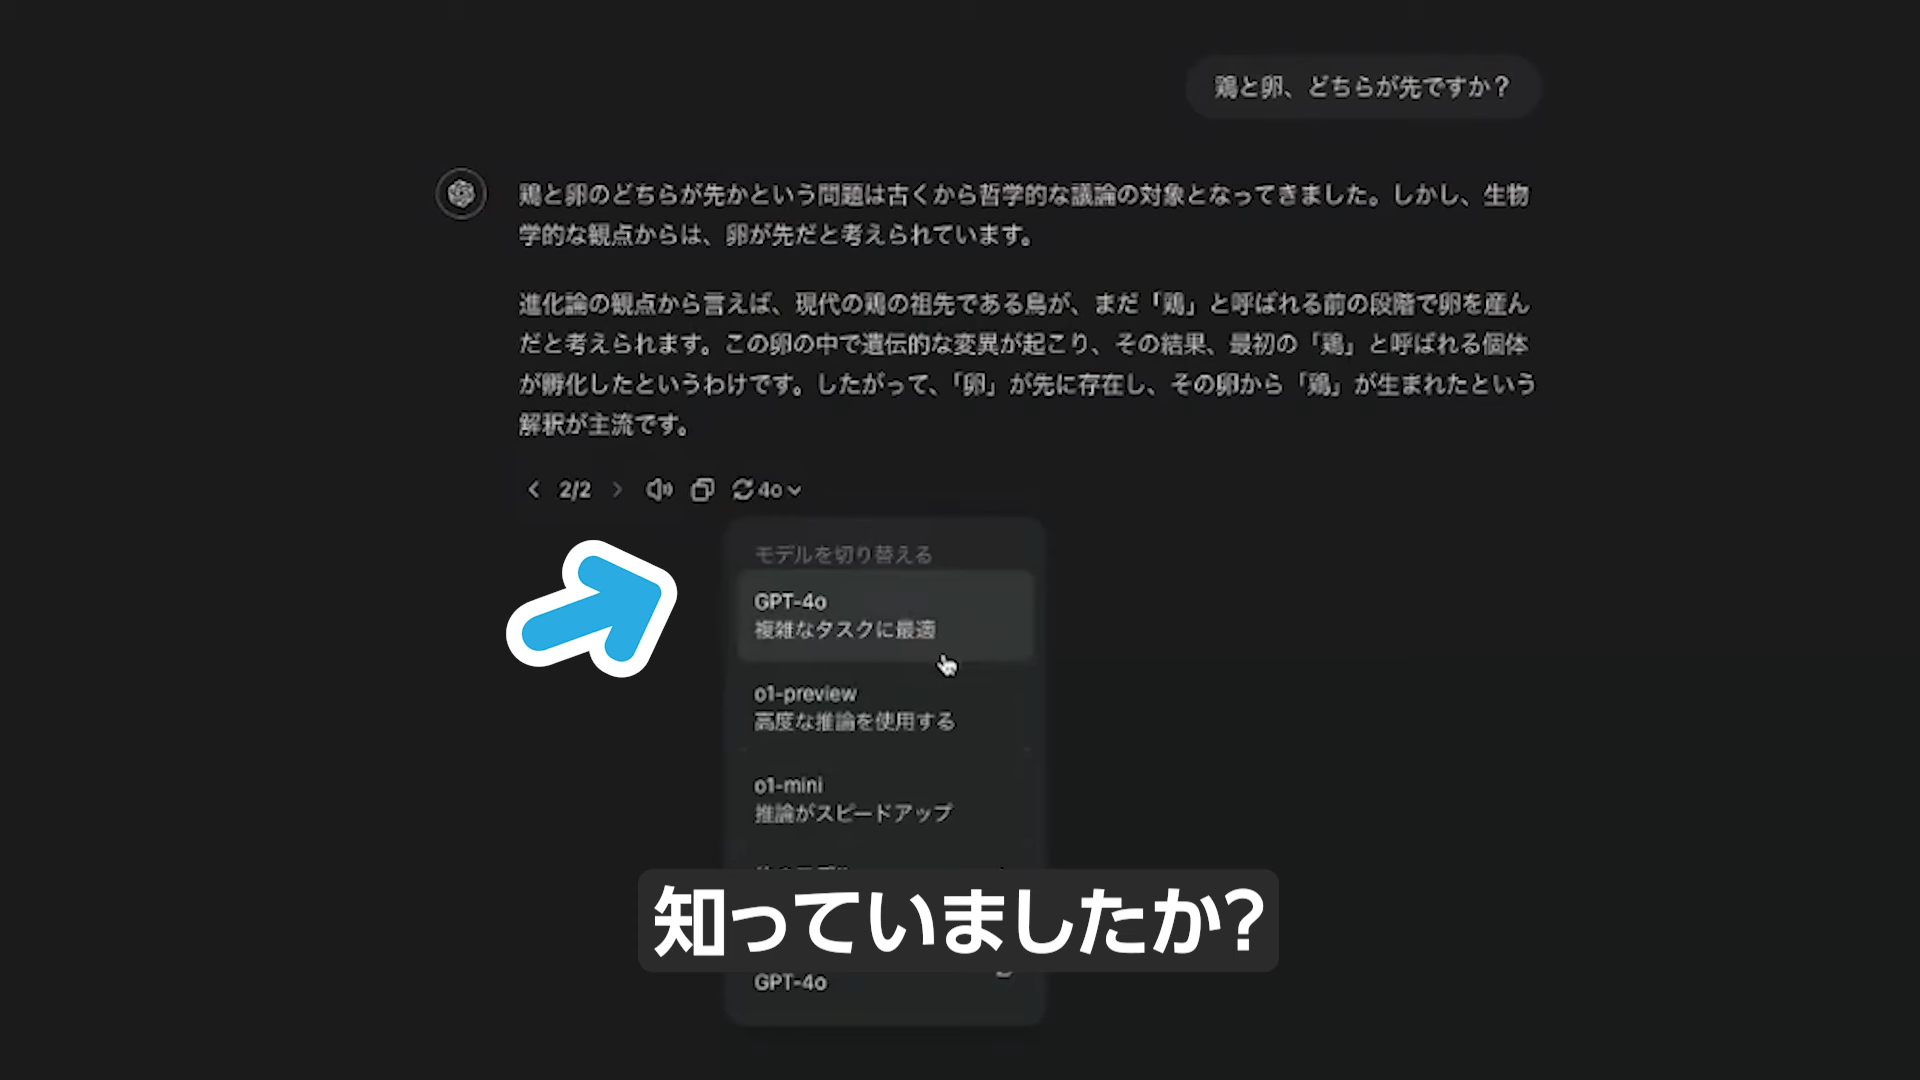 鶏と卵、どちらが先ですか？
鶏と卵のどちらが先かという問題は古くから哲学的な議論の対象となってきました。しかし、生物
学的な観点からは、卵が先だと考えられています。
進化論の観点から言えば、現代の鶏の祖先である鳥が、まだ「鶏」と呼ばれる前の段階で卵を産ん
だと考えられます。この卵の中で遺伝的な変異が起こり、その結果、最初の「鶏」と呼ばれる個体
が孵化したというわけです。したがって、「卵」が先に存在し、その卵から「鶏」が生まれたという
解釈が主流です。
2/2 4o
モデルを切り替える
GPT-4o
複雑なタスクに最適
o1-preview
高度な推論を使用する
o1-mini
推論がスピードアップ
知っていましたか?
GPT-4o